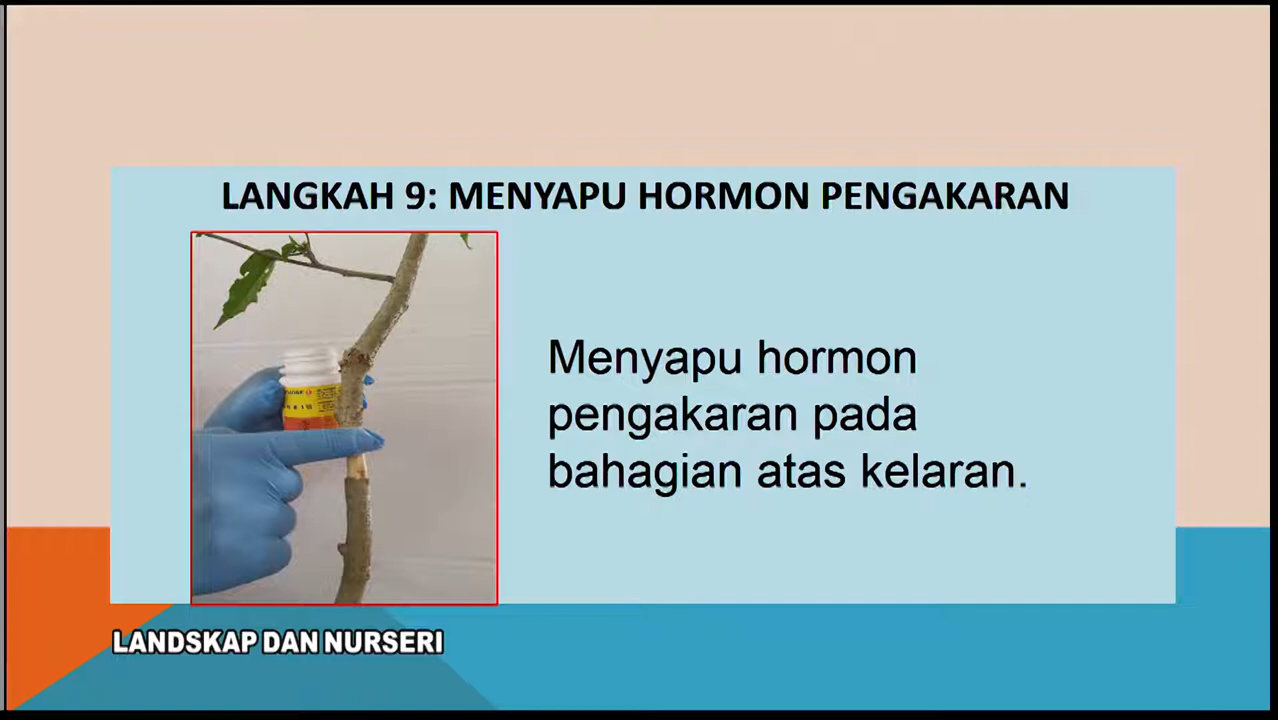 LANGKAH 9: MENYAPU HORMON PENGAKARAN
Menyapu hormon
pengakaran pada
bahagian atas kelaran.
LANDSKAP DAN NURSERI